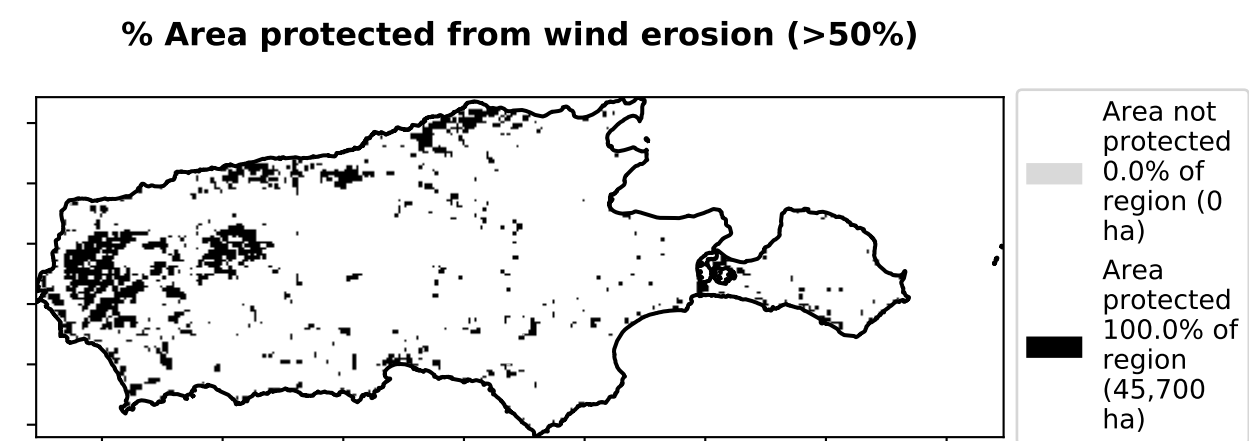 % Area protected from wind erosion (>50%)
Area not
protected
0.0% of
region (0
ha)
Area
protected
100.0% of
region
(45,700
ha)